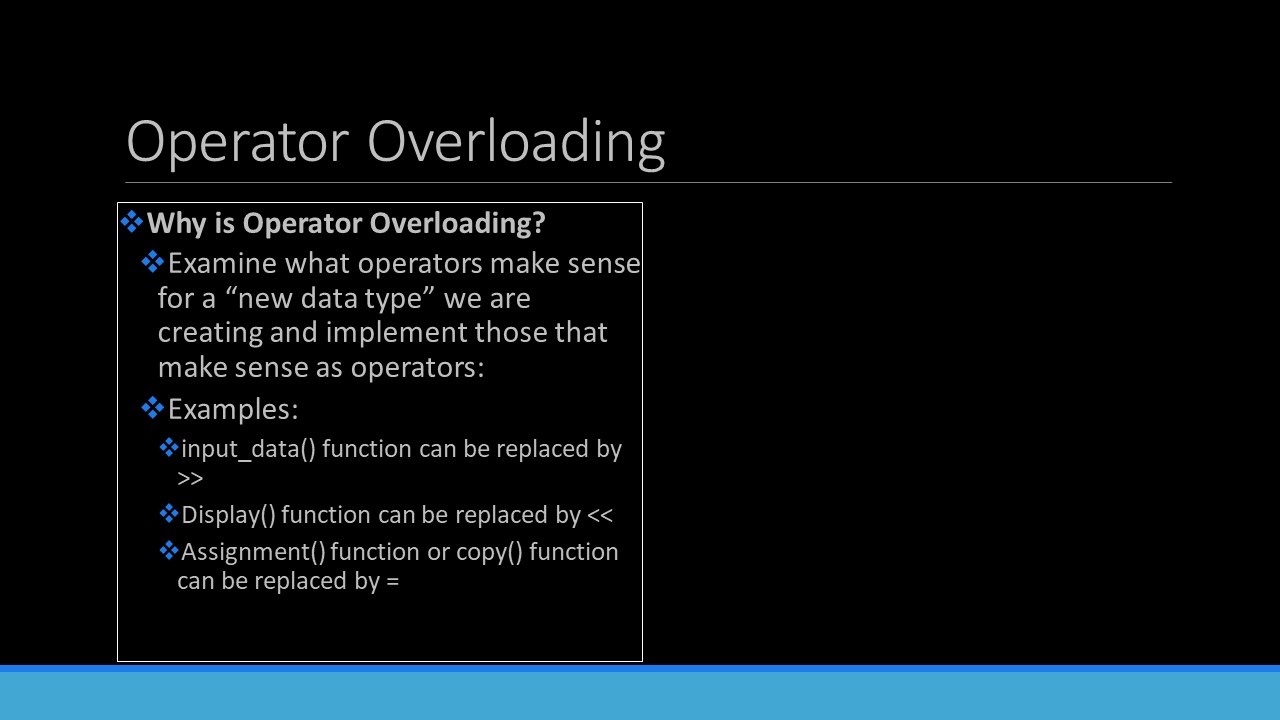 Operator Overloading
Why is Operator Overloading?
Examine what operators make sense
for a “new data type” we are
creating and implement those that
make sense as operators:
Examples:
input_data() function can be replaced by
>>
Display() function can be replaced by <<
Assignment() function or copy() function
can be replaced by =